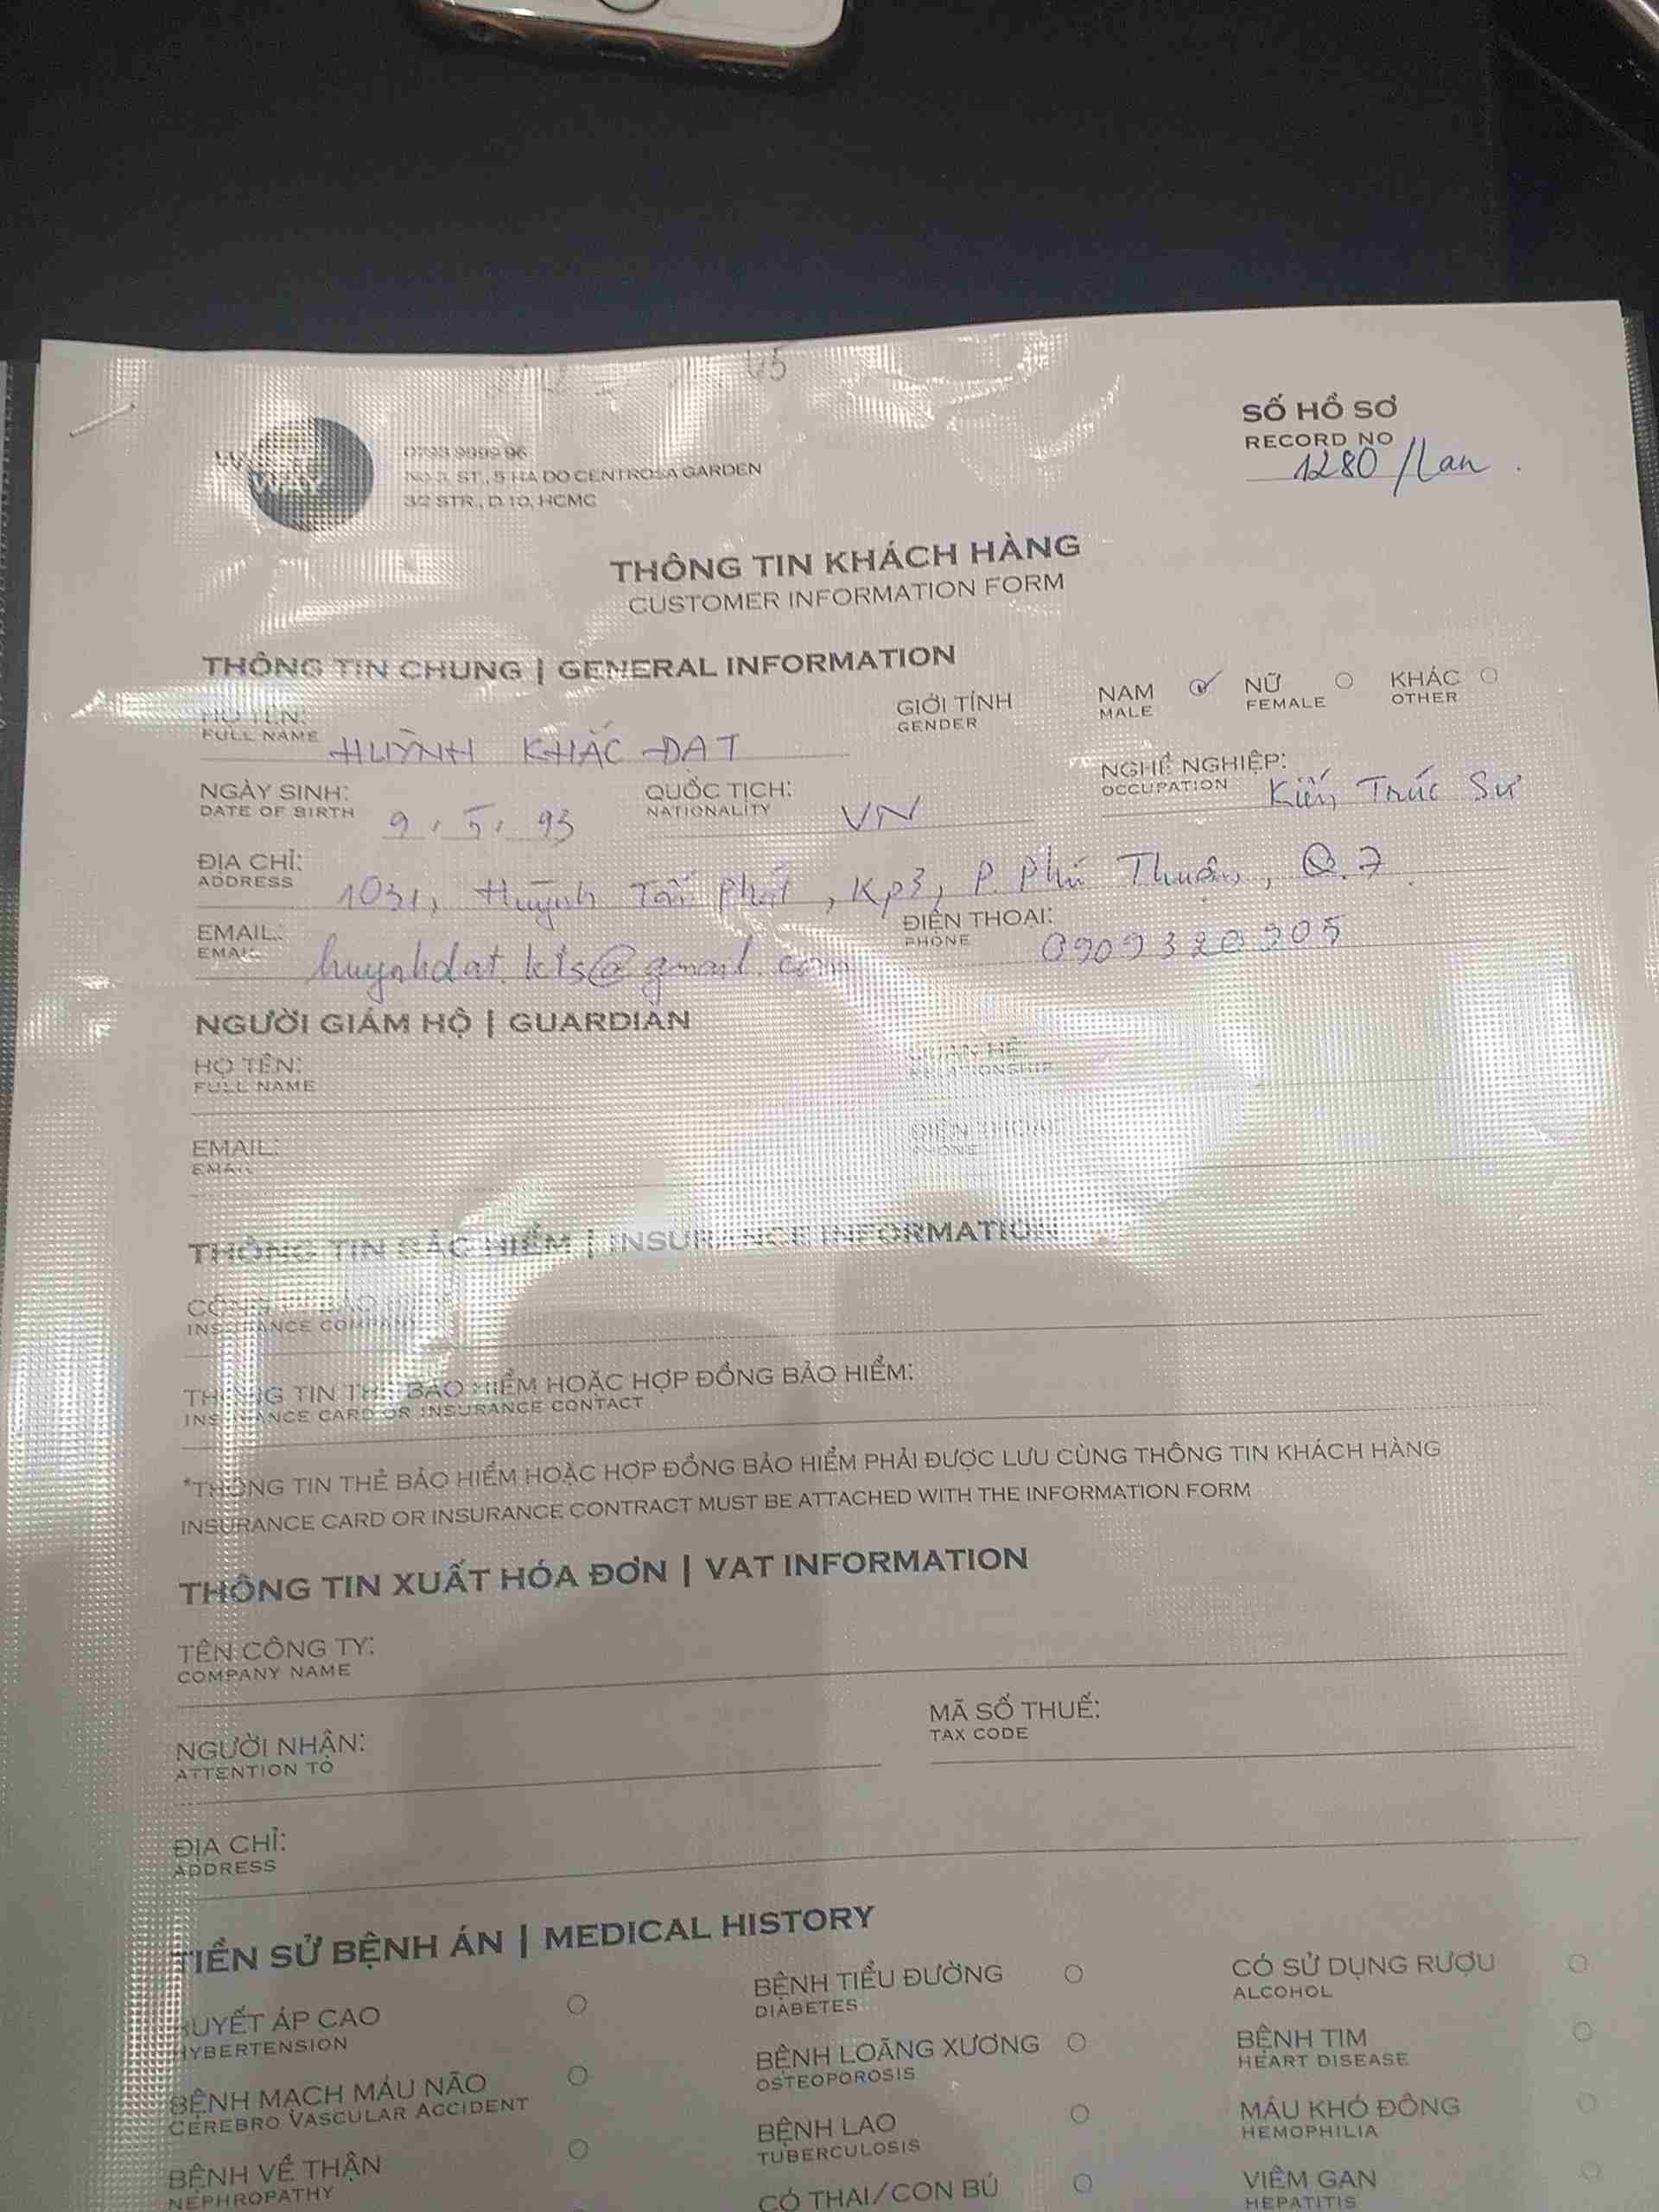 65
WAY
0793 9999 96
NO 3, ST., 5 HA DO CENTROSA GARDEN
3/2 STR., D 10, HCMC
SỐ HỒ SƠ
RECORD NO
1280/Lan
THÔNG TIN KHÁCH HÀNG
CUSTOMER INFORMATION FORM
THÔNG TIN CHUNG | GENERAL INFORMATION
HỌ TÊN:
FULL NAME HUỲNH KHẮC ĐẠT
GIỚI TÍNH
GENDER
NAM
MALE
NỮ
FEMALE
KHÁC
OTHER
NGÀY SINH:
DATE OF BIRTH 9, 5, 93
QUỐC TỊCH:
NATIONALITY VN
NGHỀ NGHIỆP:
OCCUPATION Kiến Trúc Sư
ĐỊA CHỈ:
ADDRESS 1031, Huỳnh Tấn Phát, Kp3, P. Phú Thuận, Q.7
EMAIL:
EMAIL huynhdat.kts@gmail.com
ĐIỆN THOẠI:
PHONE 0909320905
NGƯỜI GIÁM HỘ | GUARDIAN
HỌ TÊN:
FULL NAME
QUAN HỆ:
RELATIONSHIP
EMAIL:
EMAIL
ĐIỆN THOẠI:
PHONE
THÔNG TIN BẢO HIỂM | INSURANCE INFORMATION
INSURANCE COMPANY
THÔNG TIN THẺ BẢO HIỂM HOẶC HỢP ĐỒNG BẢO HIỂM:
INSURANCE CARD OR INSURANCE CONTACT
*THÔNG TIN THẺ BẢO HIỂM HOẶC HỢP ĐỒNG BẢO HIỂM PHẢI ĐƯỢC LƯU CÙNG THÔNG TIN KHÁCH HÀNG
INSURANCE CARD OR INSURANCE CONTRACT MUST BE ATTACHED WITH THE INFORMATION FORM
THÔNG TIN XUẤT HÓA ĐƠN | VAT INFORMATION
TÊN CÔNG TY:
COMPANY NAME
NGƯỜI NHẬN:
ATTENTION TO
MÃ SỐ THUẾ:
TAX CODE
ĐỊA CHỈ:
ADDRESS
TIỀN SỬ BỆNH ÁN | MEDICAL HISTORY
HUYẾT ÁP CAO
HYBERTENSION
BỆNH TIỂU ĐƯỜNG
DIABETES
CÓ SỬ DỤNG RƯỢU
ALCOHOL
BỆNH MẠCH MÁU NÃO
CEREBRO VASCULAR ACCIDENT
BỆNH LOÃNG XƯƠNG
OSTEOPOROSIS
BỆNH TIM
HEART DISEASE
BỆNH VỀ THẬN
NEPHROPATHY
BỆNH LAO
TUBERCULOSIS
MÁU KHÓ ĐÔNG
HEMOPHILIA
CÓ THAI/CON BÚ
VIÊM GAN
HEPATITIS